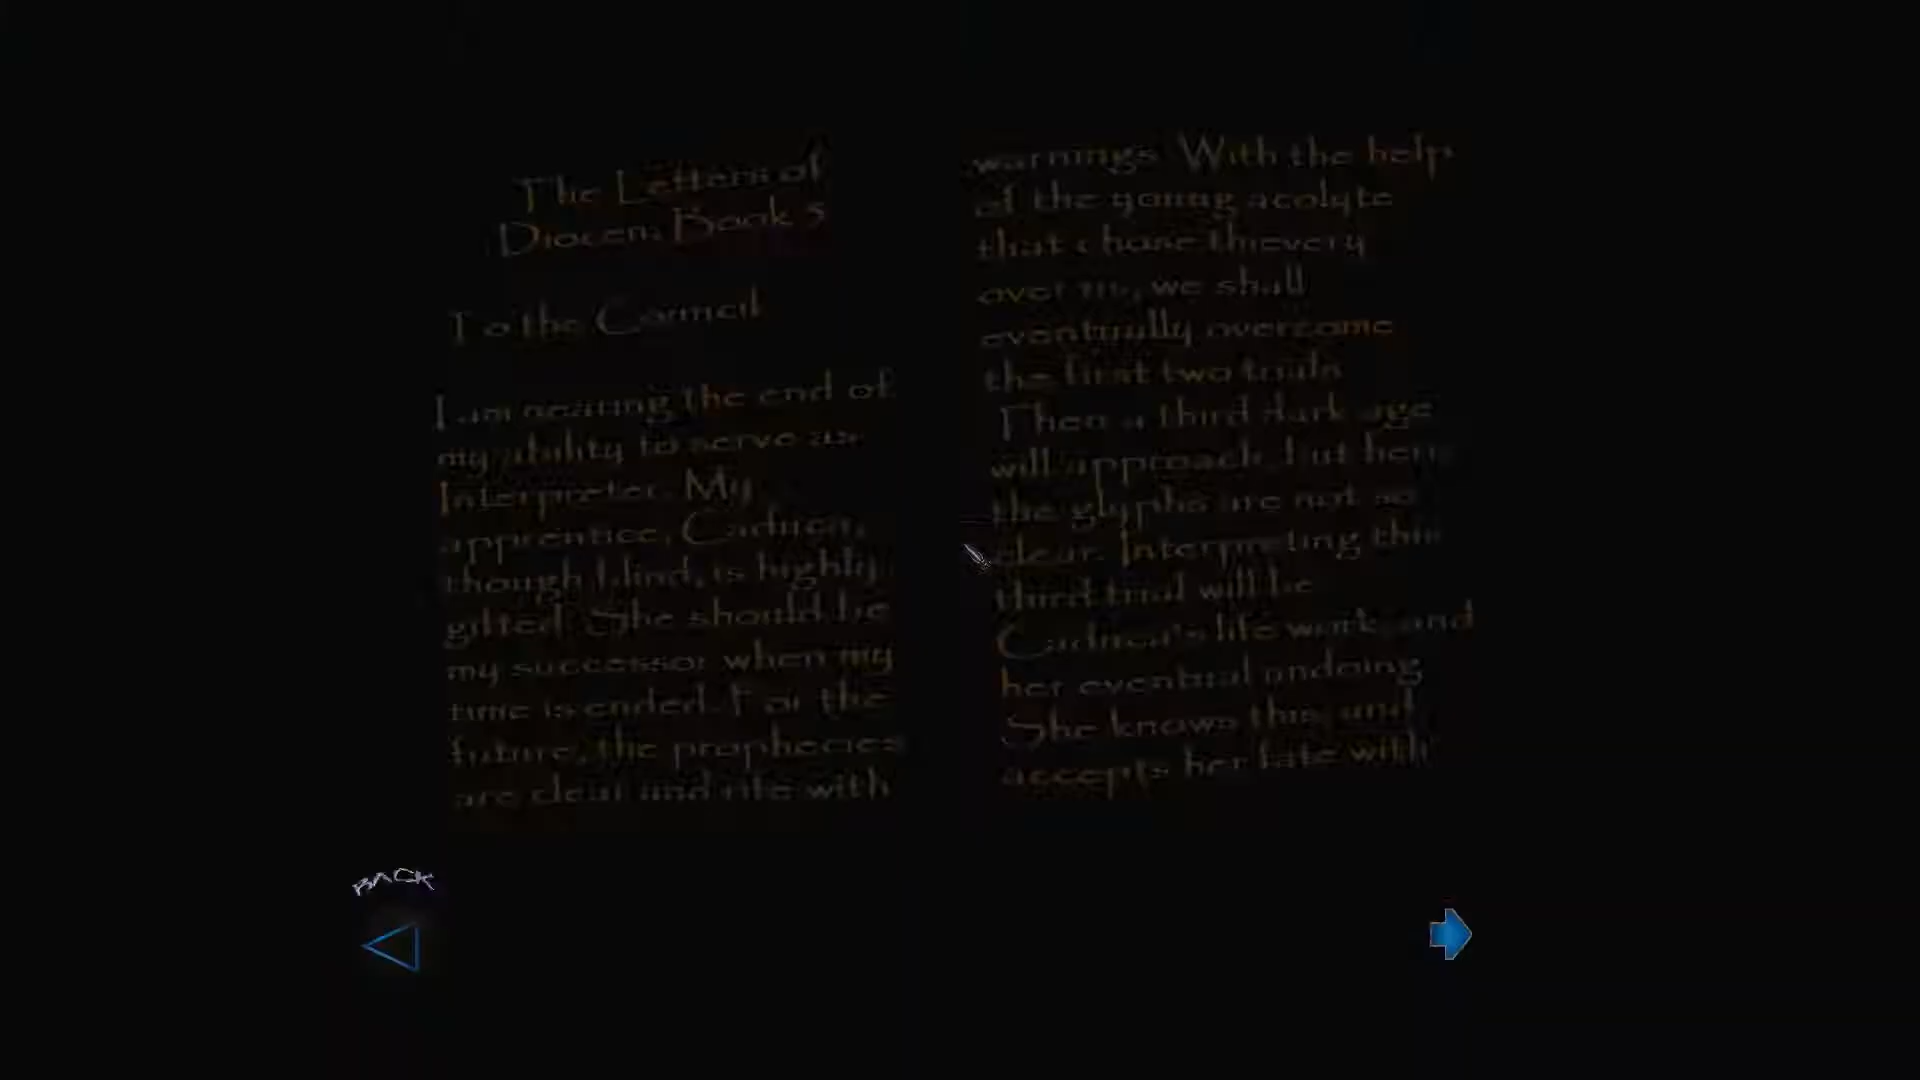 The Letters of
Diocen: Book 5
To the Council
I am nearing the end of
my ability to serve as
Interpreter. My
apprentice, Caduca,
though blind, is highly
gifted. She should be
my successor when my
time is ended. For the
future, the prophecies
are clear and rife with
warnings. With the help
of the young acolyte
that chose thievery
over us, we shall
eventually overcome
the first two trials.
Then a third dark age
will approach, but here
the glyphs are not so
clear. Interpreting this
third trial will be
Caduca's life work, and
her eventual undoing.
She knows this, and
accepts her fate with
BACK